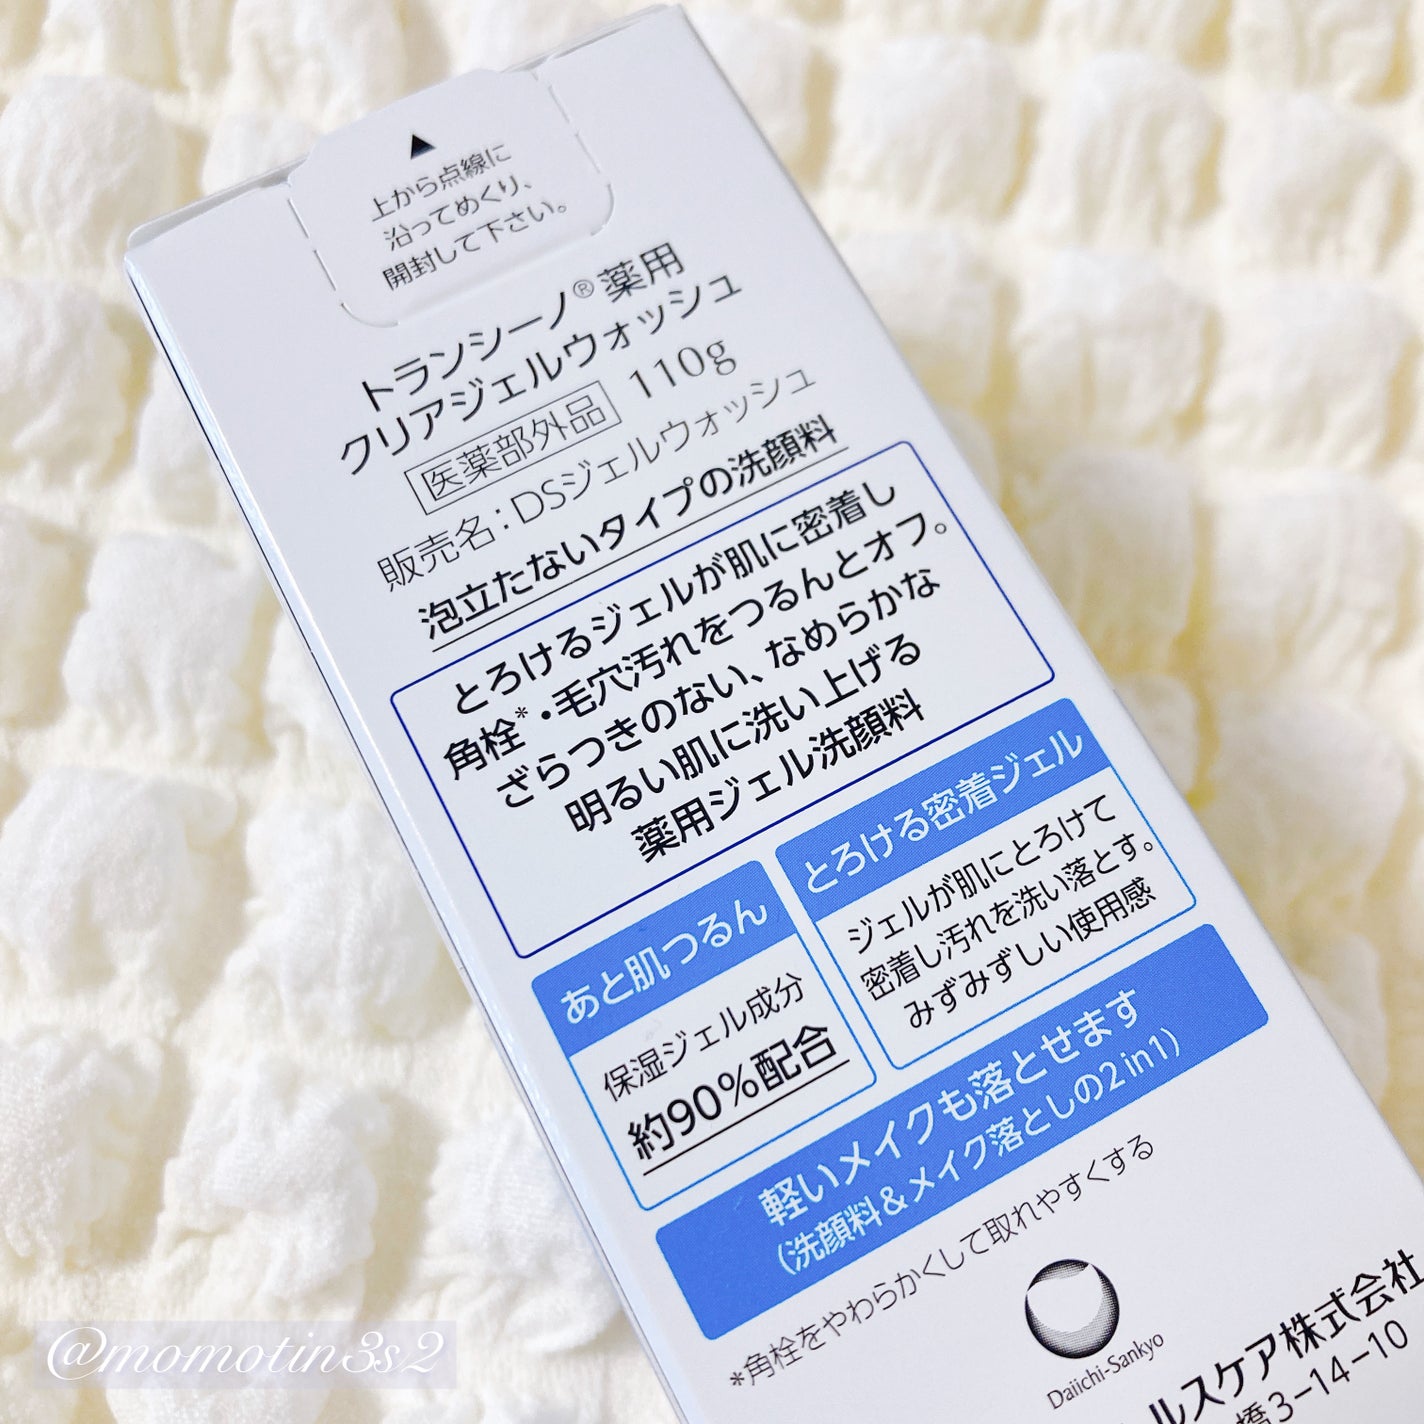 ▲
上から点線に
沿ってめくり、
開封して下さい。
トランシーノ®薬用
クリアジェルウォッシュ
医薬部外品 110g
販売名：DSジェルウォッシュ
泡立たないタイプの洗顔料
とろけるジェルが肌に密着し
角栓*・毛穴汚れをつるんとオフ。
ざらつきのない、なめらかな
明るい肌に洗い上げる
薬用ジェル洗顔料
あと肌つるん
保湿ジェル成分
約90%配合
とろける密着ジェル
ジェルが肌にとろけて
密着し汚れを洗い落とす。
みずみずしい使用感
軽いメイクも落とせます
（洗顔料&メイク落としの2in1）
*角栓をやわらかくして取れやすくする
Daiichi-Sankyo
ルスケア株式会社
橋3-14-10
@momotin3s2